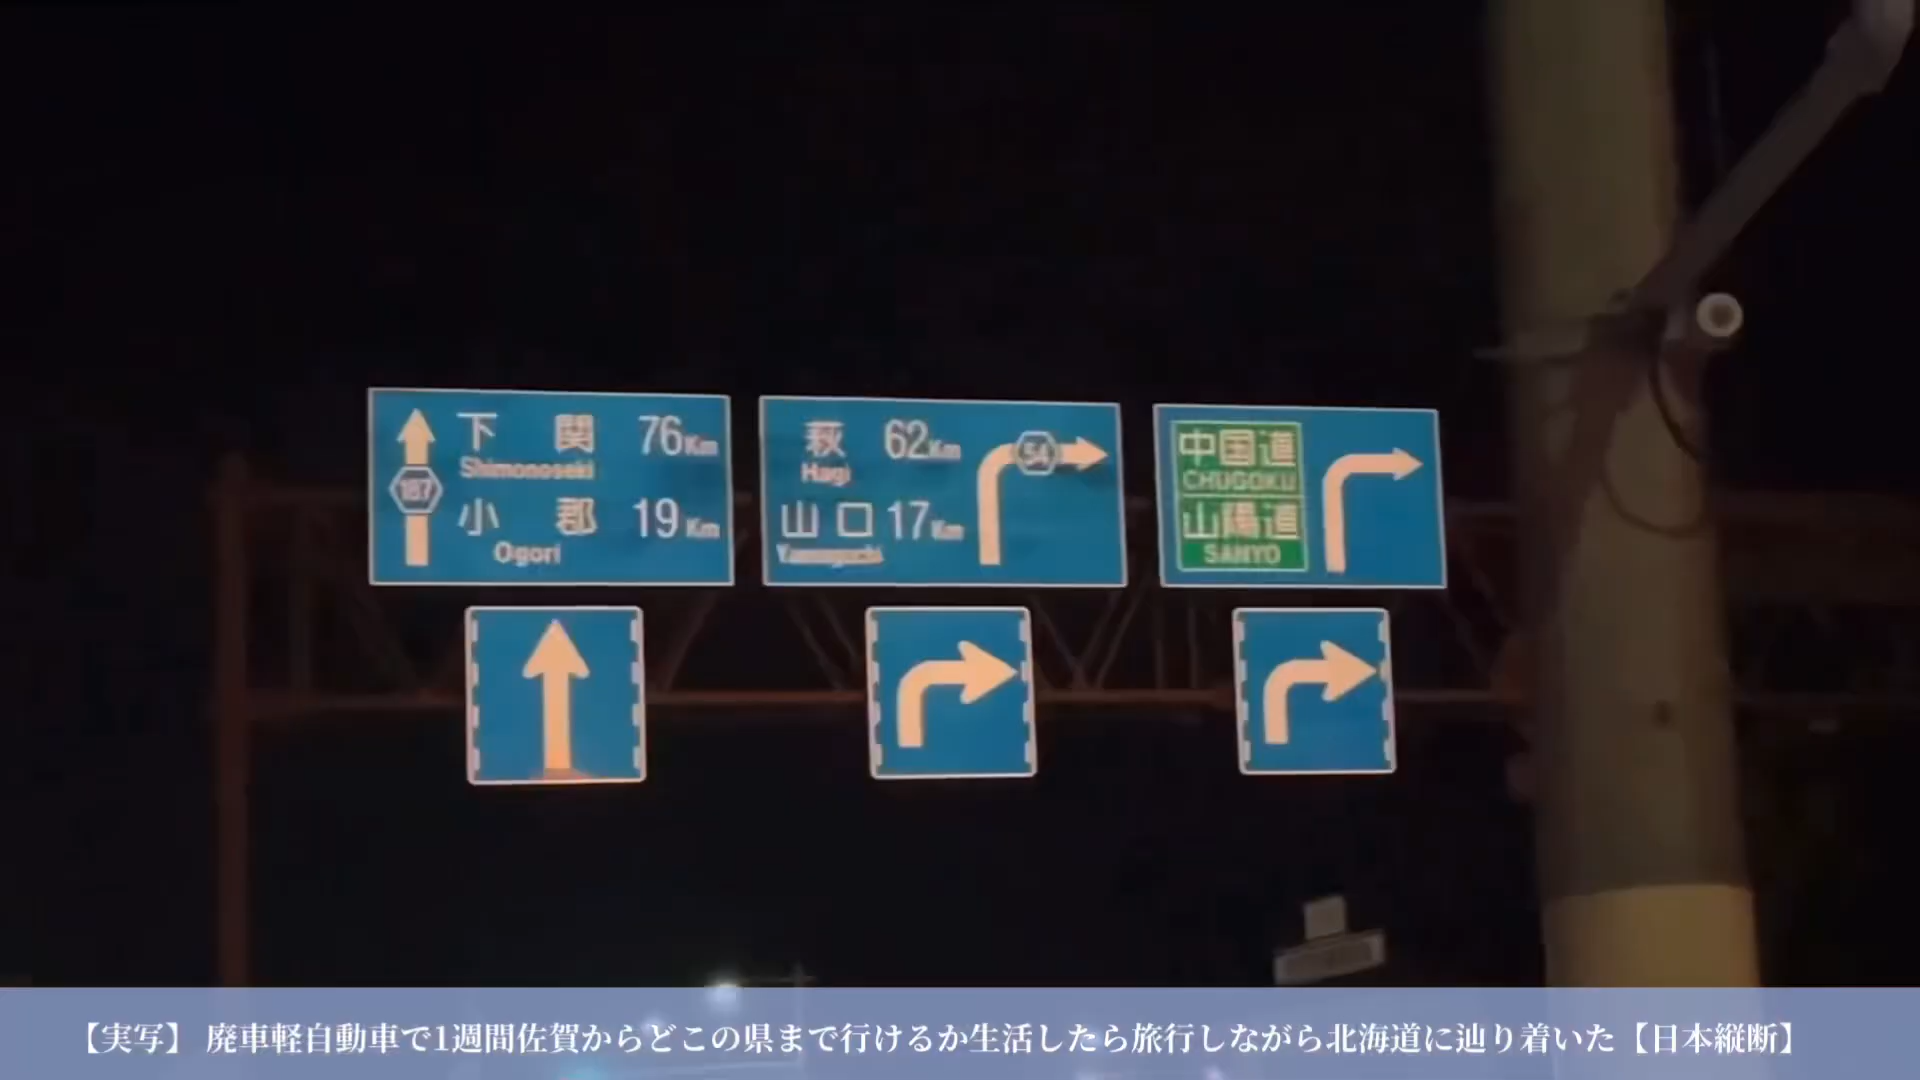 下関 76Km
Shimonoseki
187
小郡 19Km
Ogori
萩 62Km
Hagi
54
山口 17Km
Yamaguchi
中国道
CHUGOKU
山陽道
SANYO
【実写】 廃車軽自動車で1週間佐賀からどこの県まで行けるか生活したら旅行しながら北海道に辿り着いた【日本縦断】